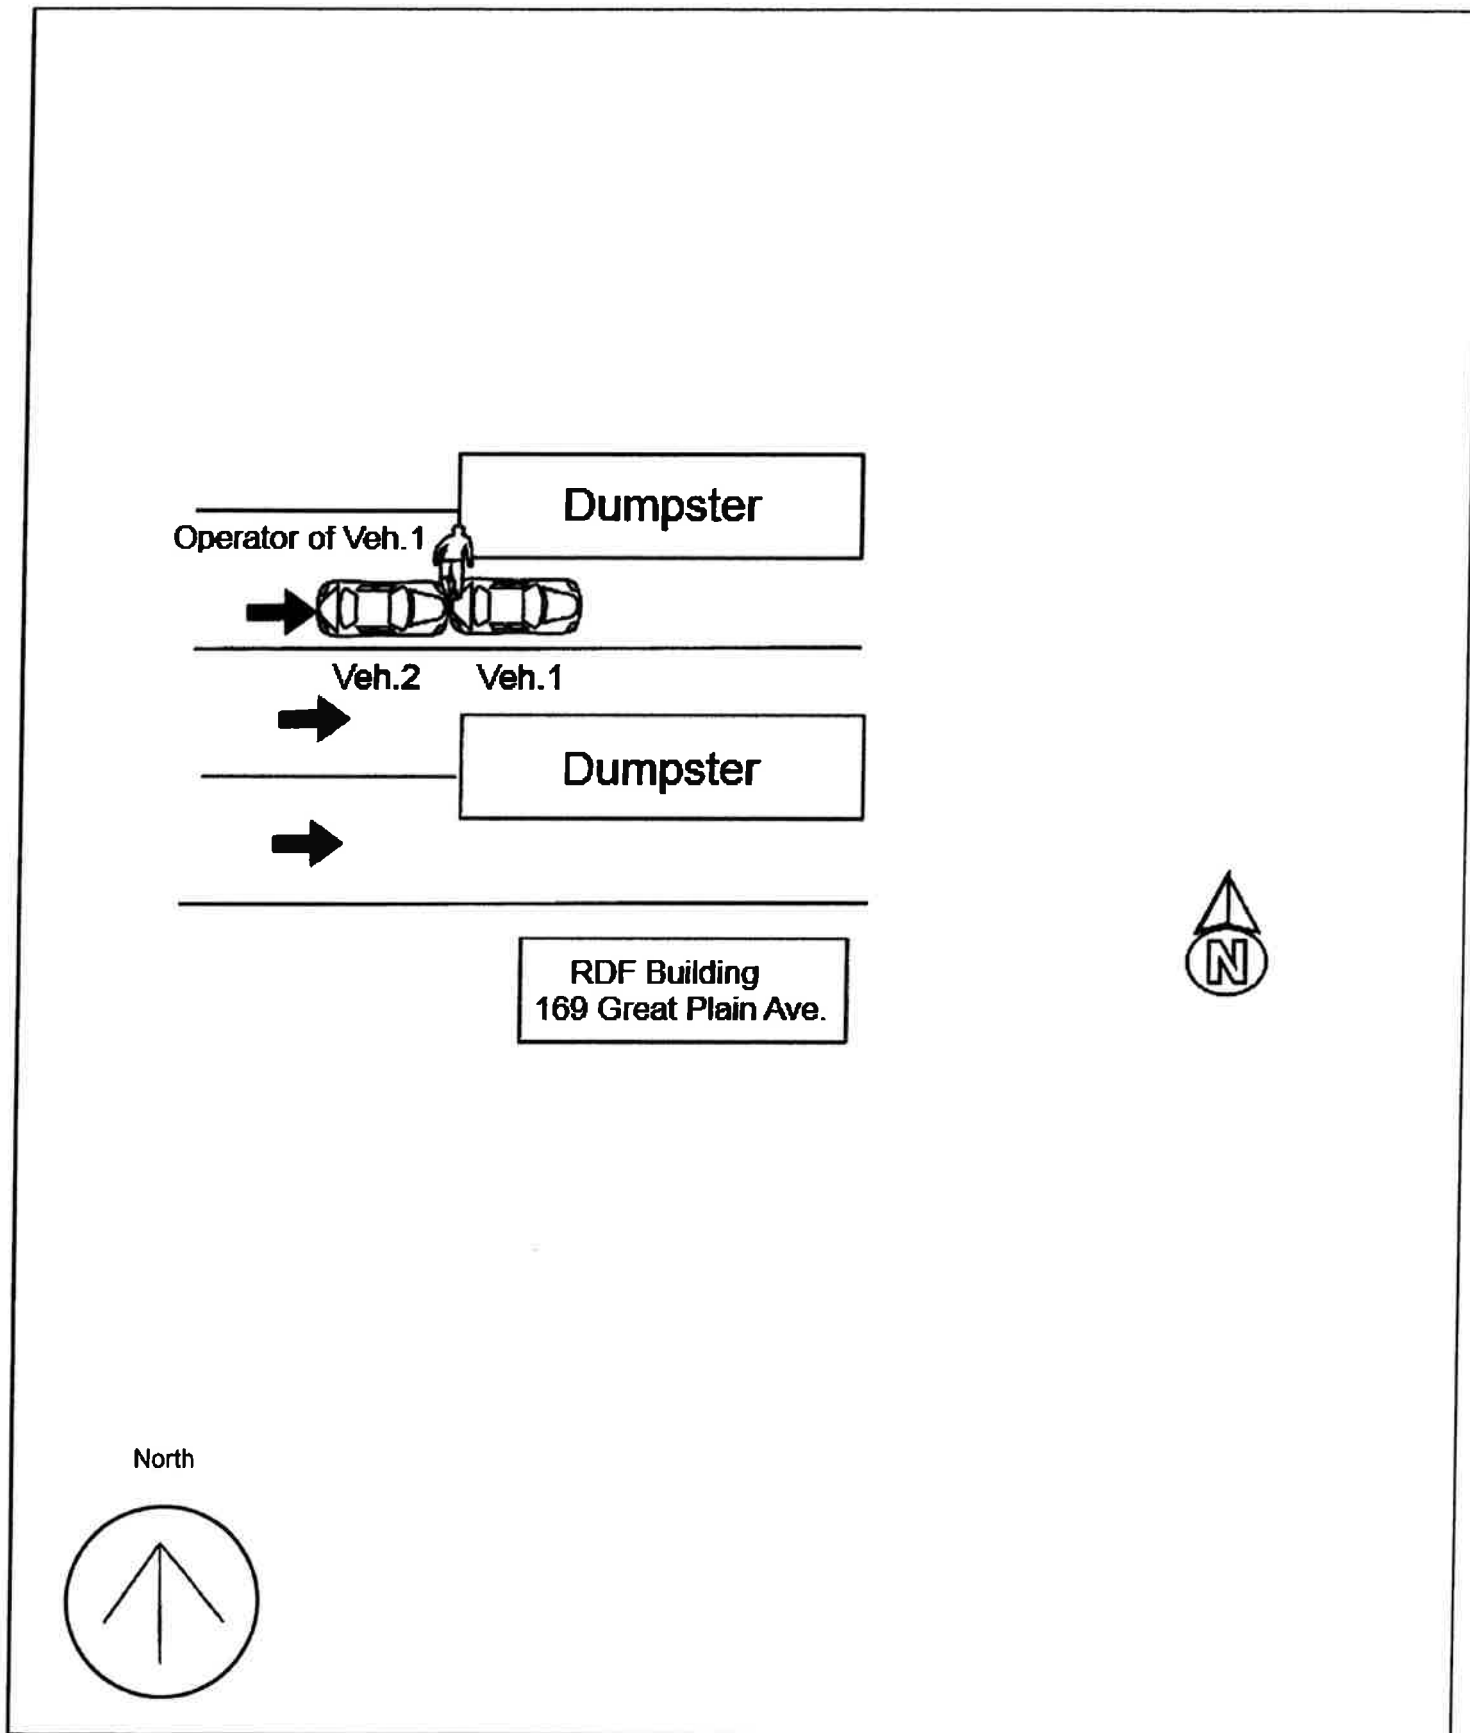 Dumpster
Operator of Veh.1
Veh.2 Veh.1
Dumpster
RDF Building
169 Great Plain Ave.
N
North